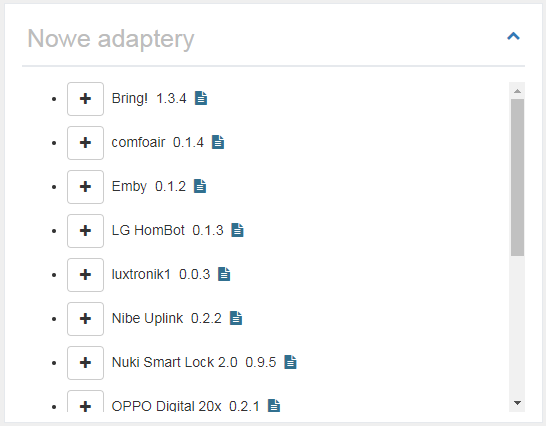 Nowe adaptery
Bring! 1.3.4
comfoair 0.1.4
Emby 0.1.2
LG HomBot 0.1.3
luxtronik1 0.0.3
Nibe Uplink 0.2.2
Nuki Smart Lock 2.0 0.9.5
OPPO Digital 20x 0.2.1